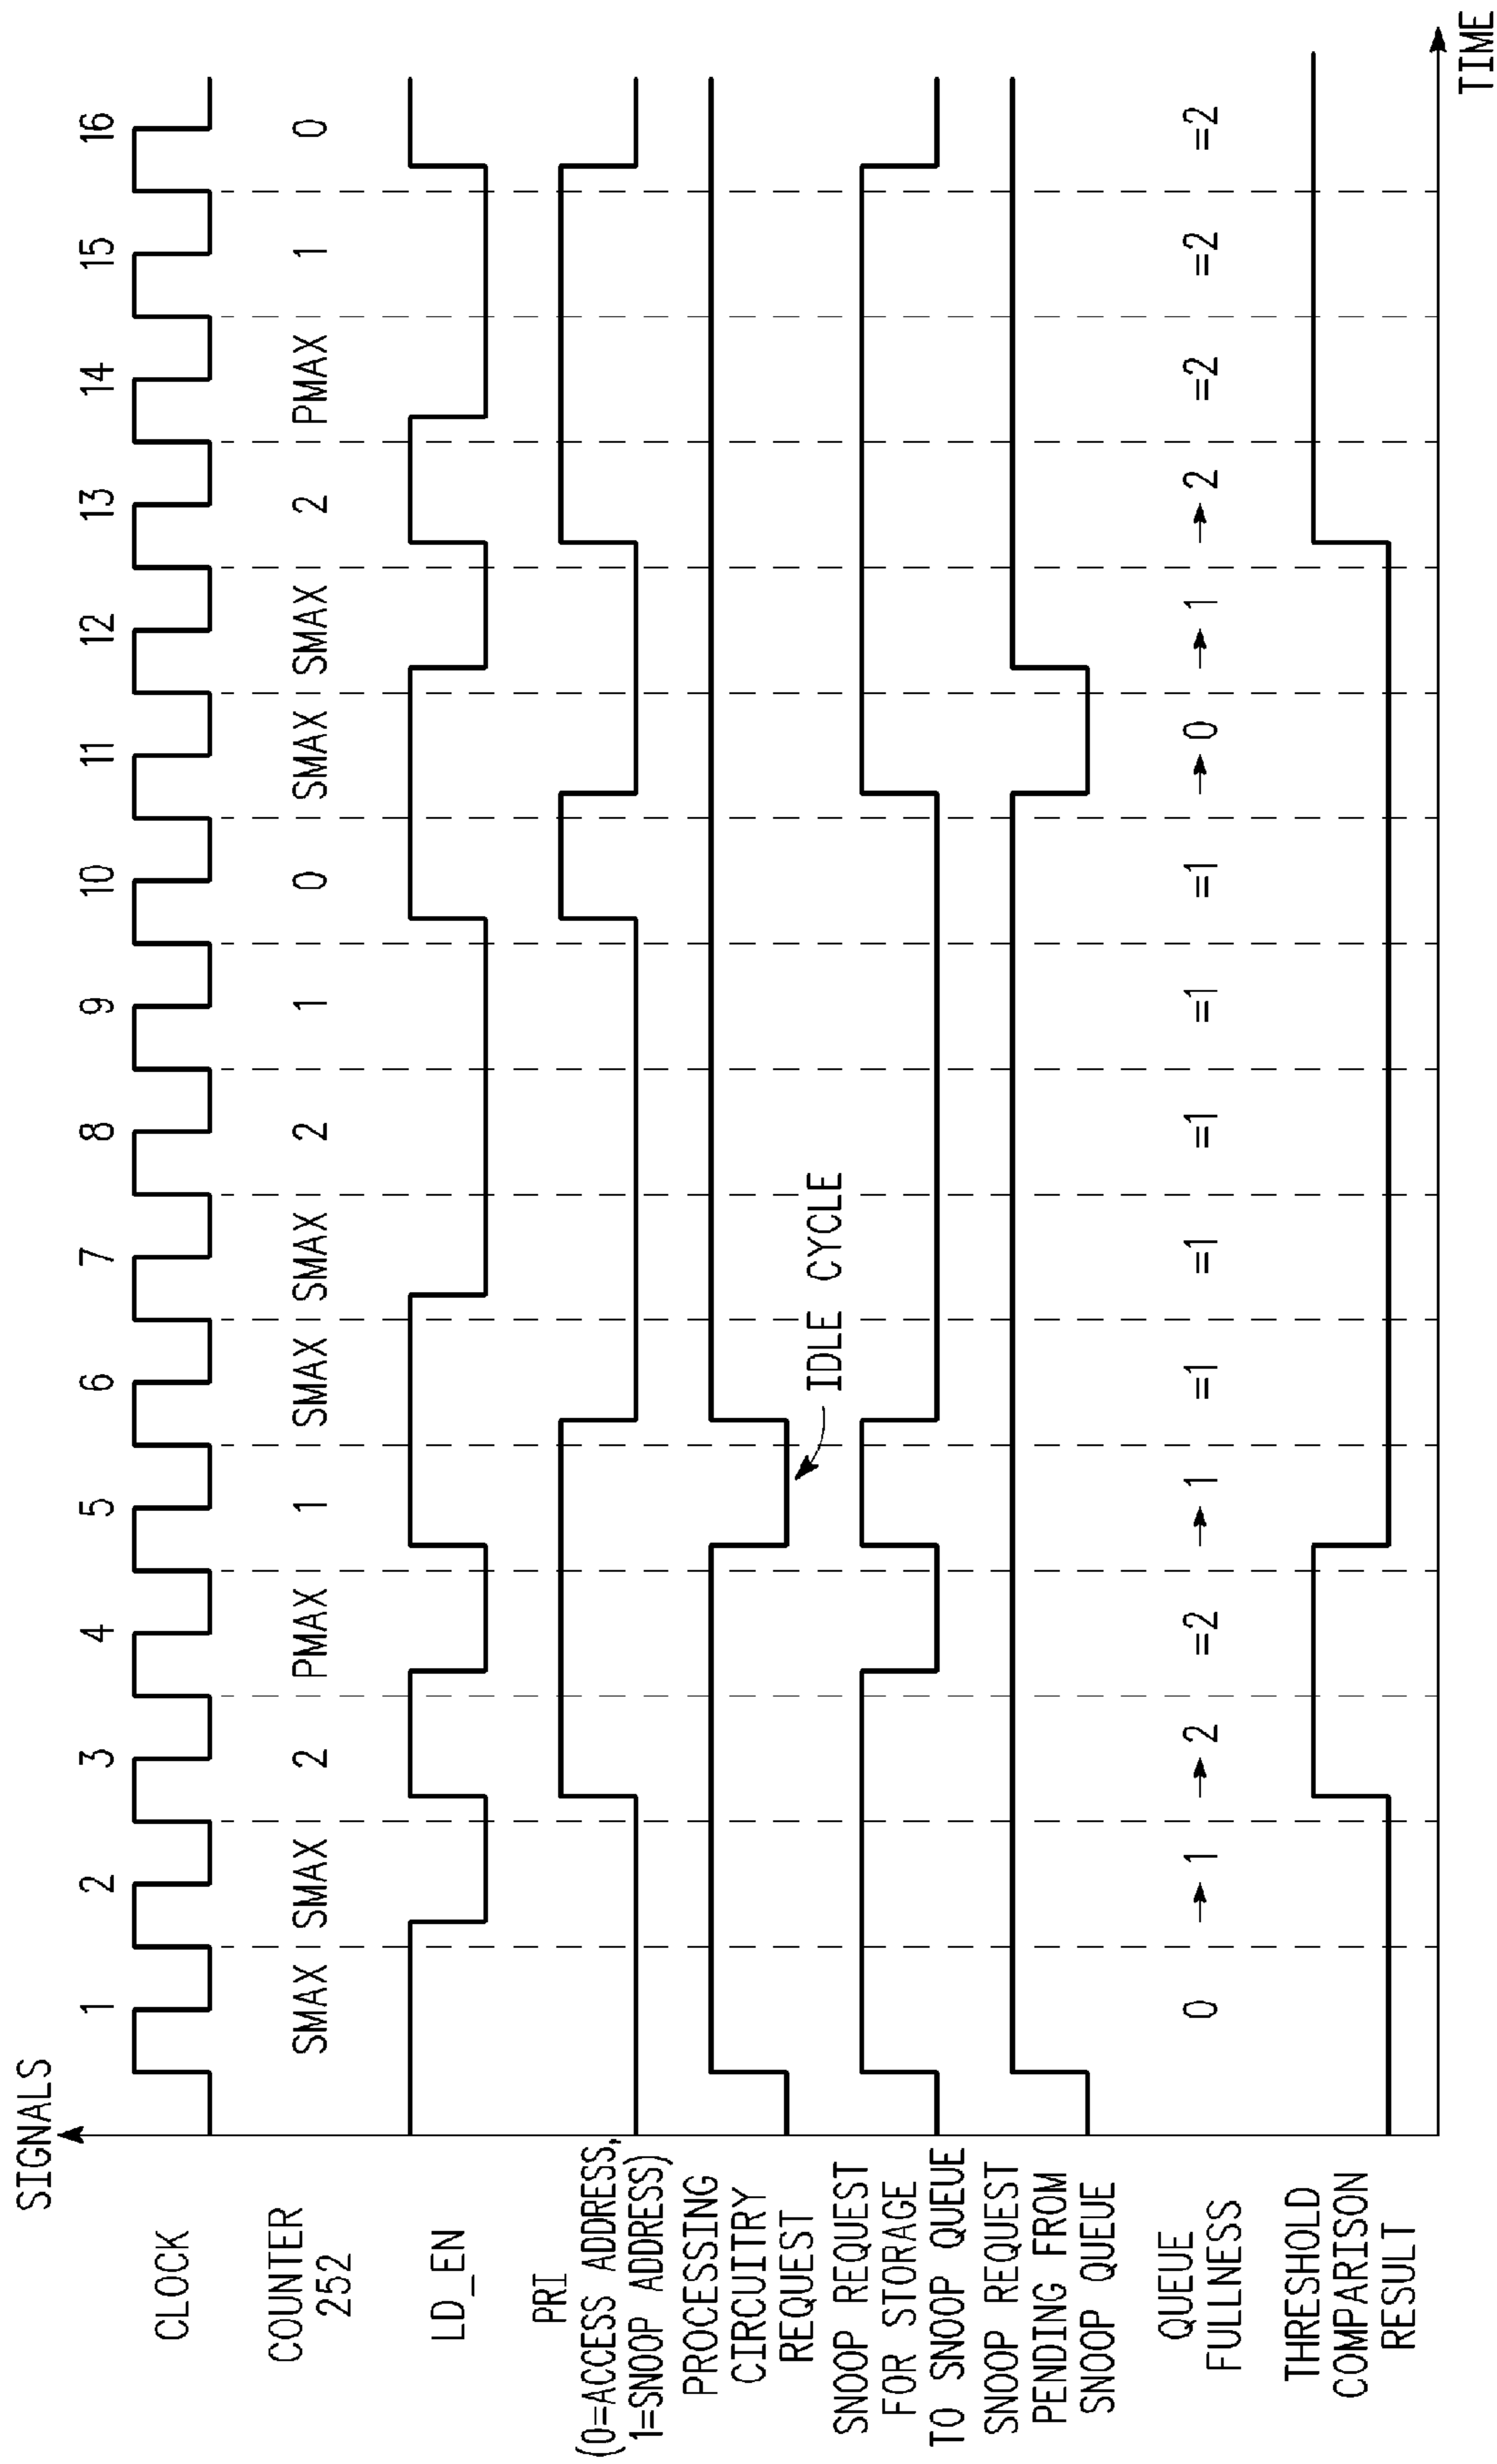 SIGNALS
1 2 3 4 5 6 7 8 9 10 11 12 13 14 15 16
CLOCK
COUNTER
252
SMAX SMAX 2 PMAX 1 SMAX SMAX 2 1 0 SMAX SMAX 2 PMAX 1 0
LD_EN
PRI
(0=ACCESS ADDRESS,
1=SNOOP ADDRESS)
PROCESSING
CIRCUITRY
REQUEST
IDLE CYCLE
SNOOP REQUEST
FOR STORAGE
TO SNOOP QUEUE
SNOOP REQUEST
PENDING FROM
SNOOP QUEUE
QUEUE
FULLNESS
0 →1 →2 =2 →1 =1 =1 =1 =1 =1 →0 →1 →2 =2 =2 =2
THRESHOLD
COMPARISON
RESULT
TIME